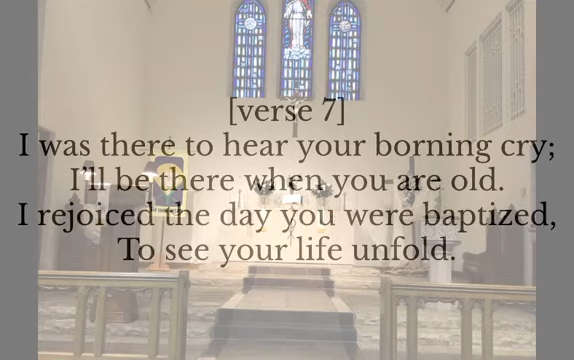 [verse 7]
I was there to hear your borning cry;
I'll be there when you are old.
I rejoiced the day you were baptized,
To see your life unfold.